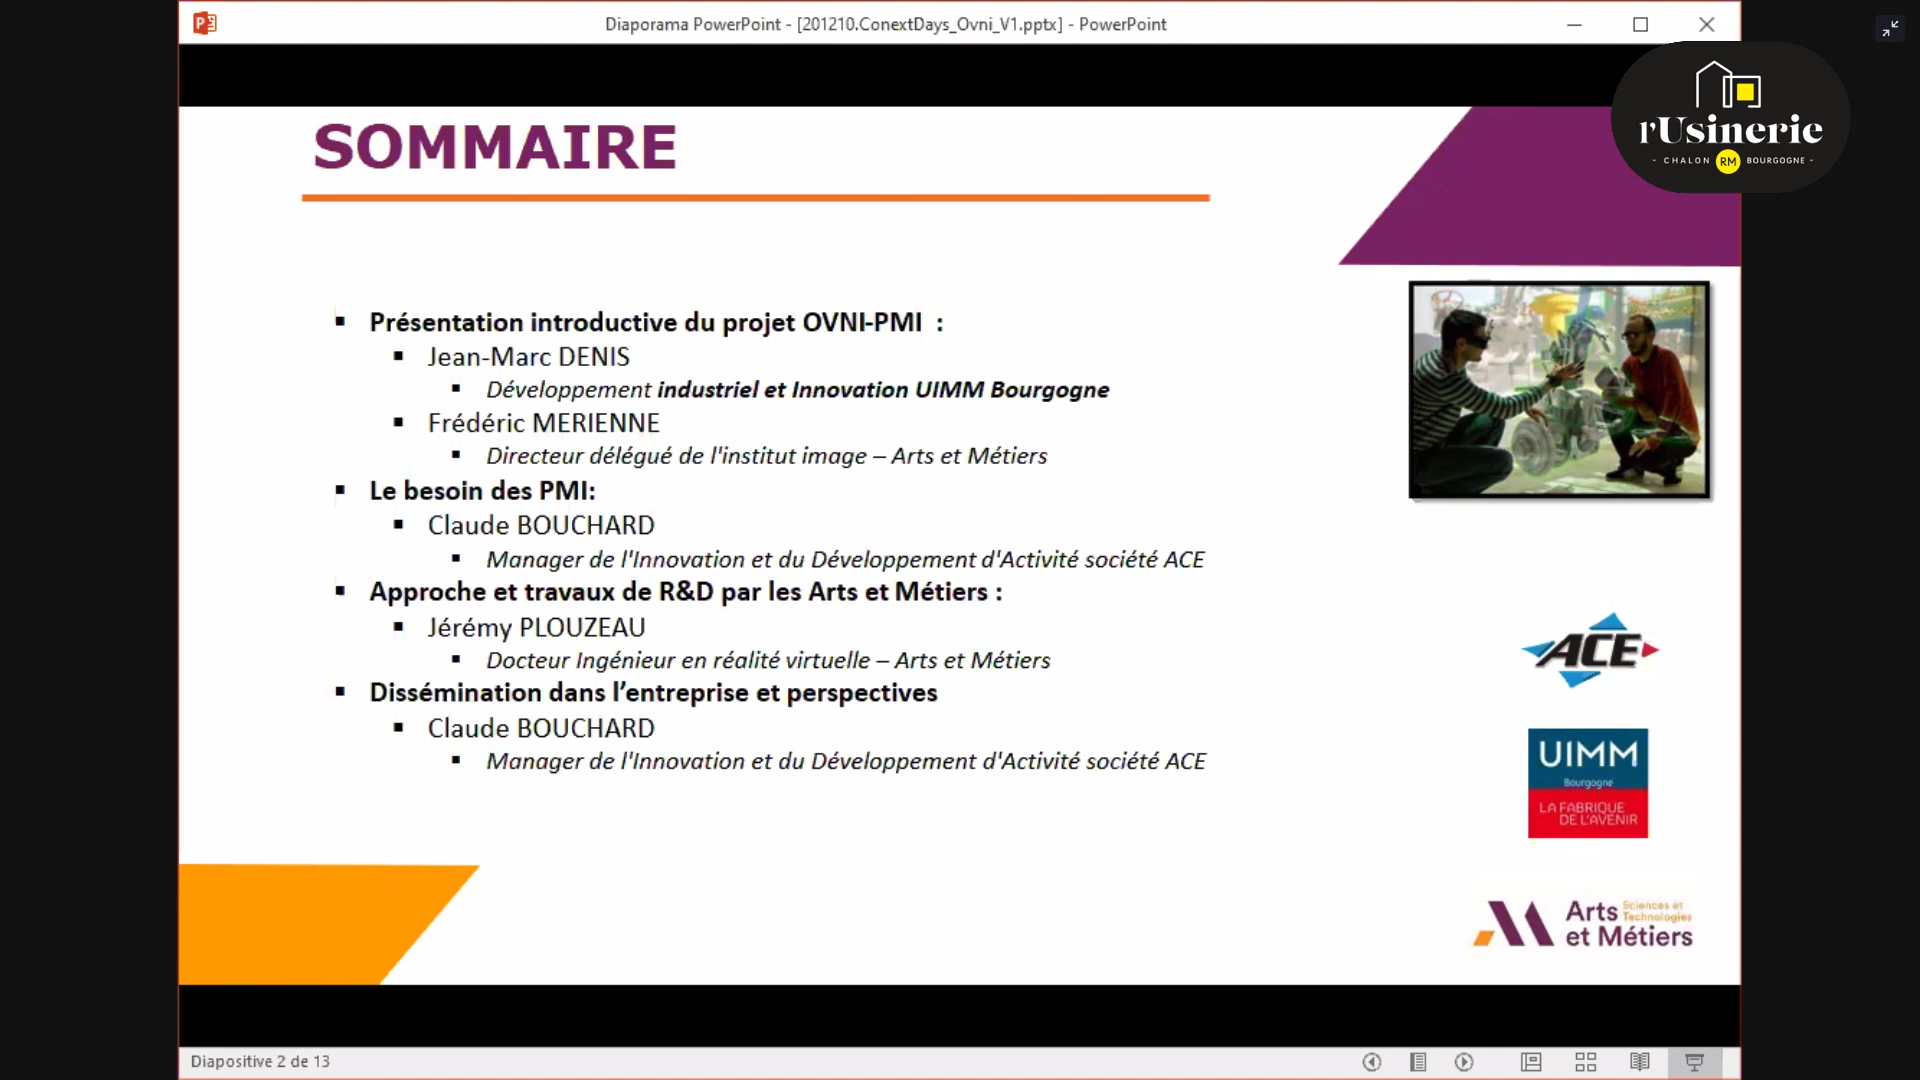 Diaporama PowerPoint - [201210.ConextDays_Ovni_V1.pptx] - PowerPoint
l'Usinerie
- CHALON RM BOURGOGNE -
SOMMAIRE
Présentation introductive du projet OVNI-PMI :
Jean-Marc DENIS
Développement industriel et Innovation UIMM Bourgogne
Frédéric MERIENNE
Directeur délégué de l'institut image – Arts et Métiers
Le besoin des PMI:
Claude BOUCHARD
Manager de l'Innovation et du Développement d'Activité société ACE
Approche et travaux de R&D par les Arts et Métiers :
Jérémy PLOUZEAU
Docteur Ingénieur en réalité virtuelle – Arts et Métiers
Dissémination dans l’entreprise et perspectives
Claude BOUCHARD
Manager de l'Innovation et du Développement d'Activité société ACE
ACE
UIMM
Bourgogne
LA FABRIQUE
DE L'AVENIR
Arts Sciences et Technologies
et Métiers
Diapositive 2 de 13